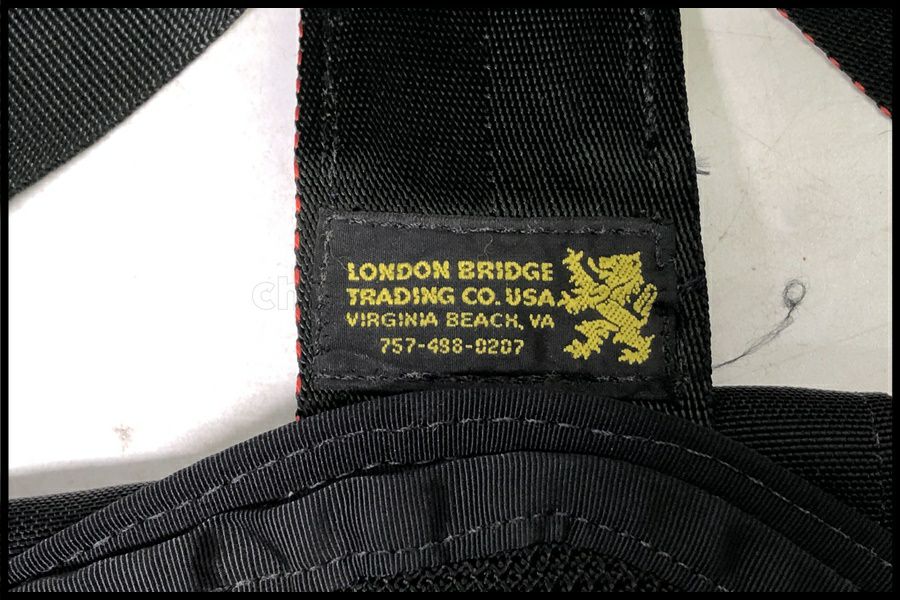 LONDON BRIDGE
TRADING CO. USA
VIRGINIA BEACH, VA
757-498-0207